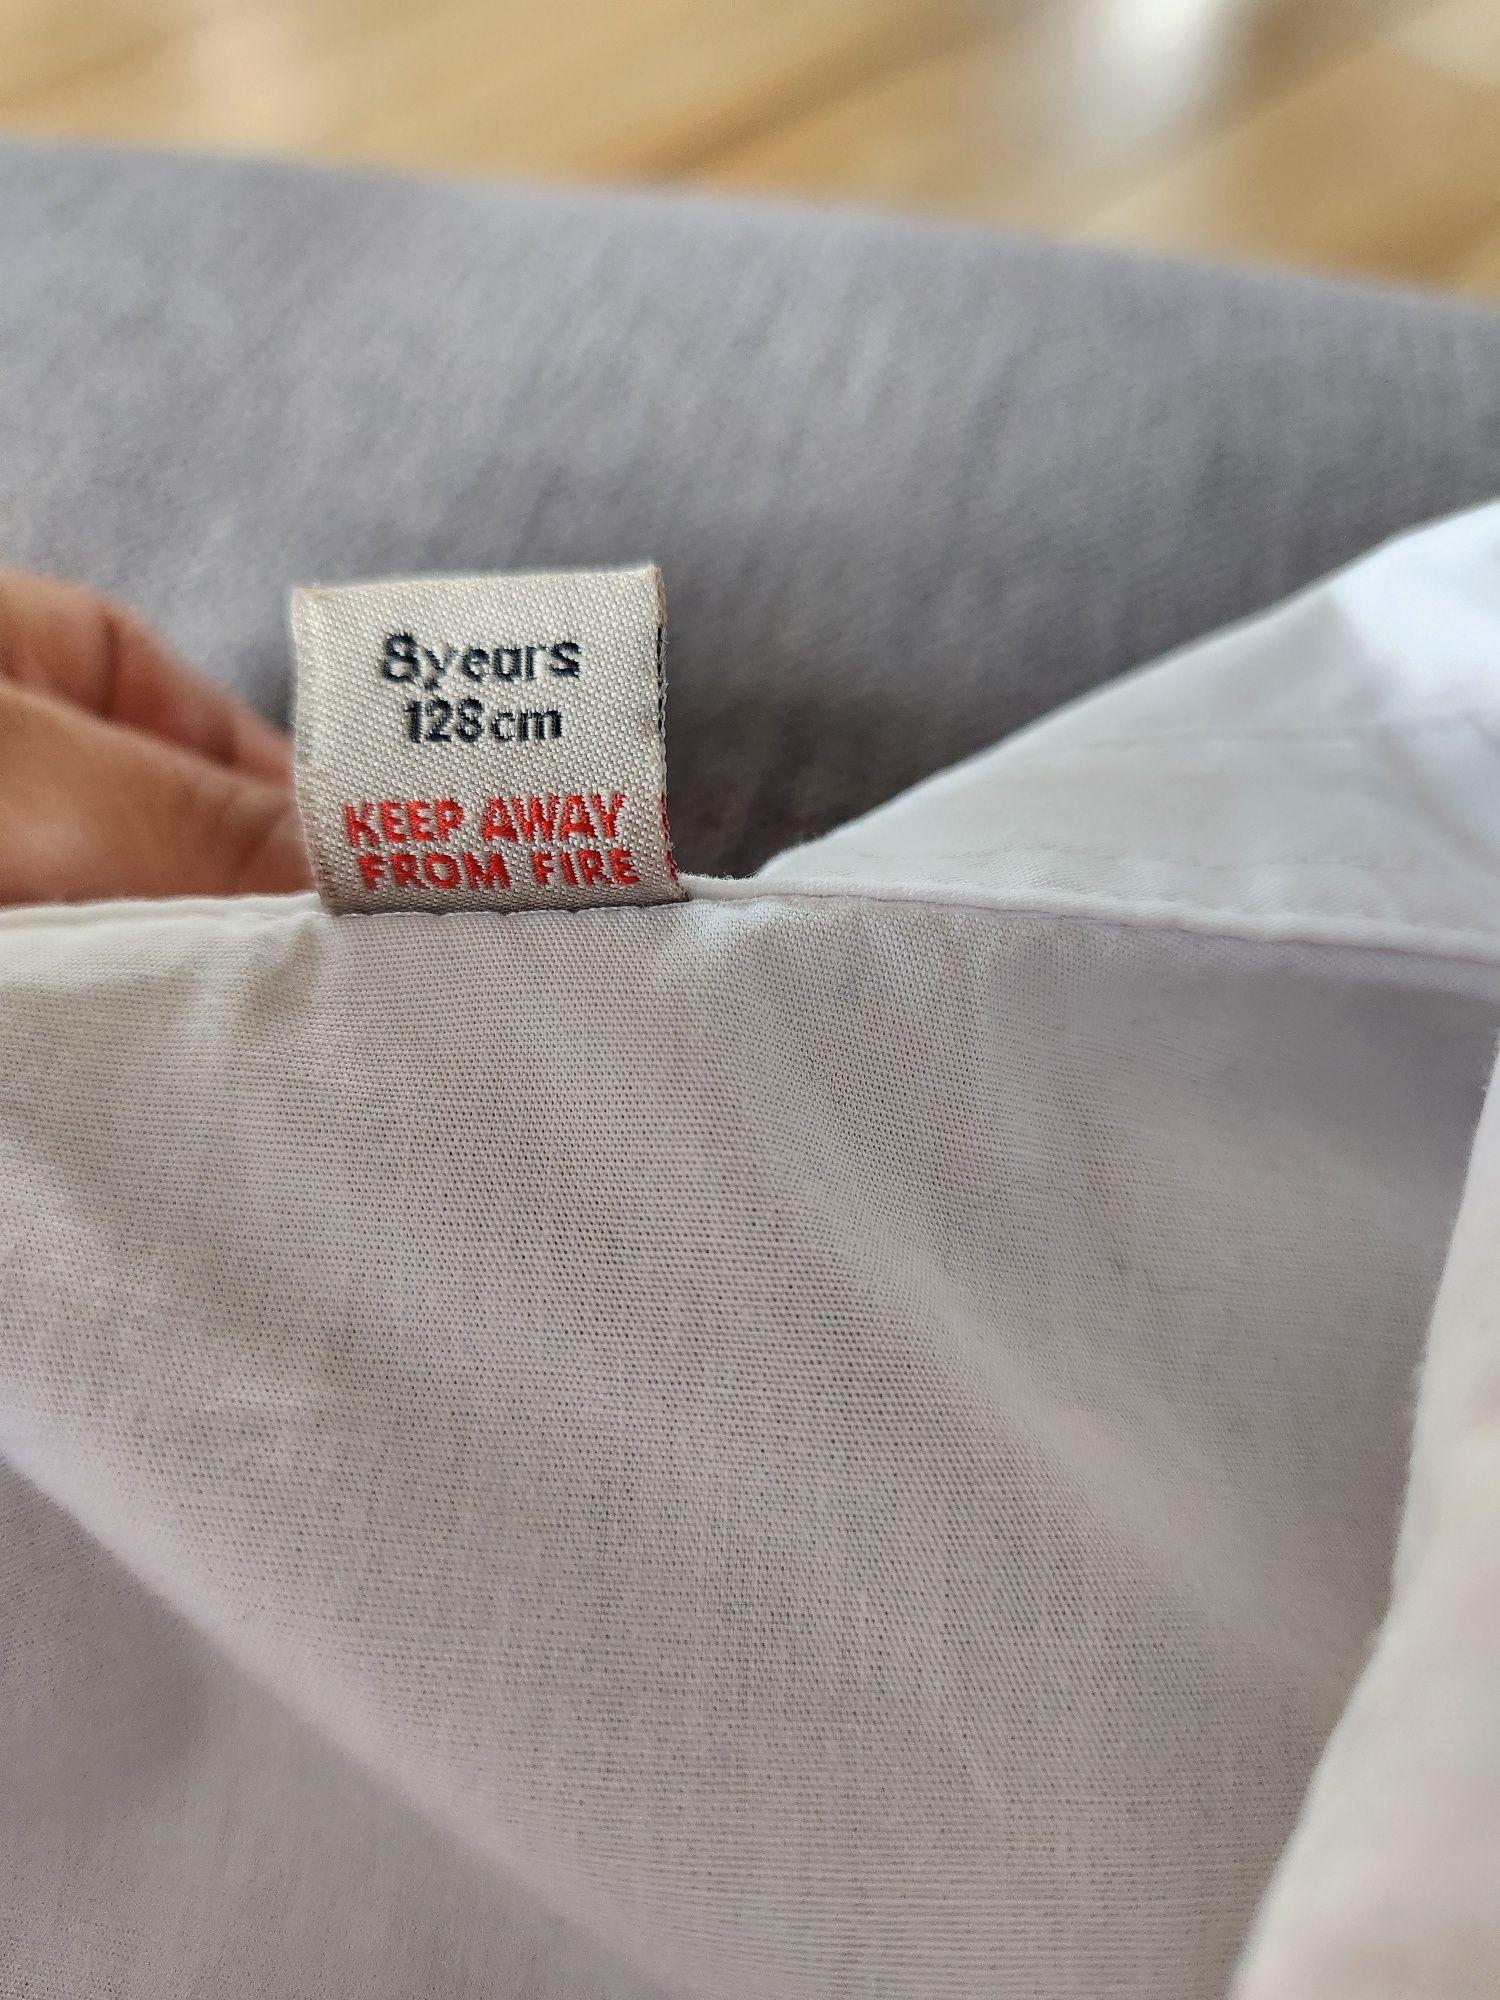 8years
128cm
KEEP AWAY
FROM FIRE